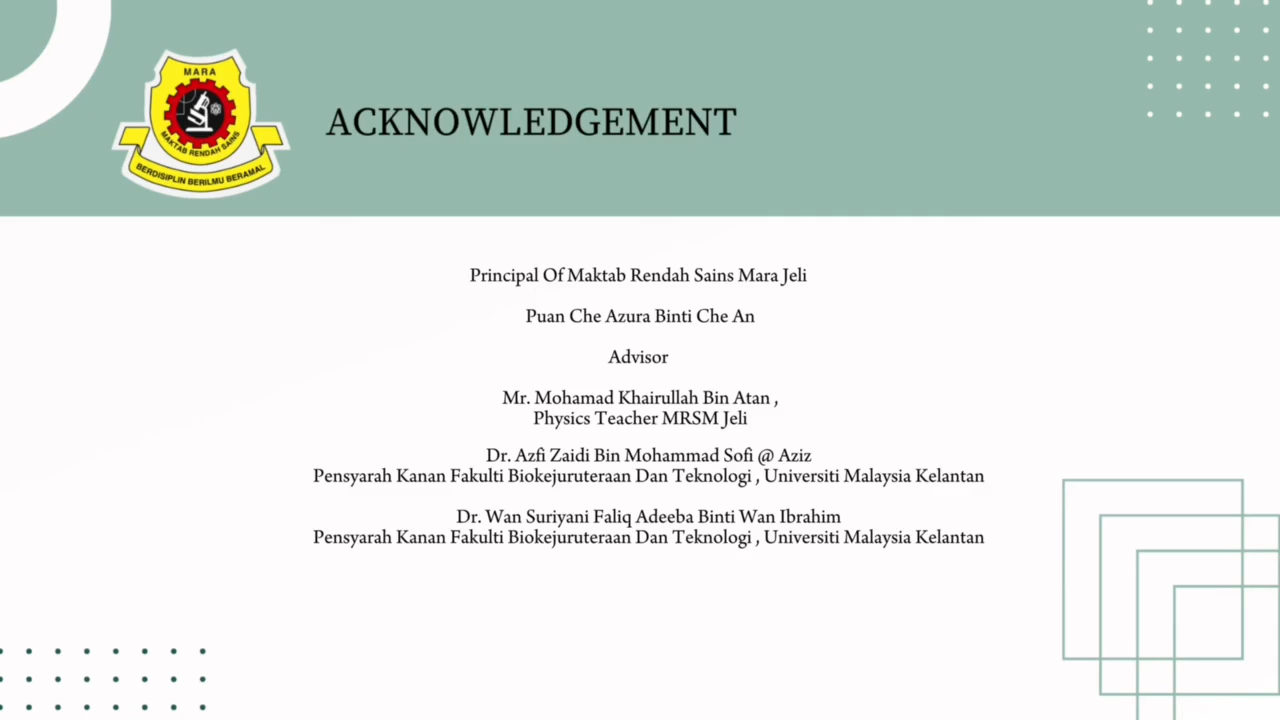 MARA
MAKTAB RENDAH SAINS
BERDISIPLIN BERILMU BERAMAL
ACKNOWLEDGEMENT
Principal Of Maktab Rendah Sains Mara Jeli
Puan Che Azura Binti Che An
Advisor
Mr. Mohamad Khairullah Bin Atan ,
Physics Teacher MRSM Jeli
Dr. Azfi Zaidi Bin Mohammad Sofi @ Aziz
Pensyarah Kanan Fakulti Biokejuruteraan Dan Teknologi , Universiti Malaysia Kelantan
Dr. Wan Suriyani Faliq Adeeba Binti Wan Ibrahim
Pensyarah Kanan Fakulti Biokejuruteraan Dan Teknologi , Universiti Malaysia Kelantan